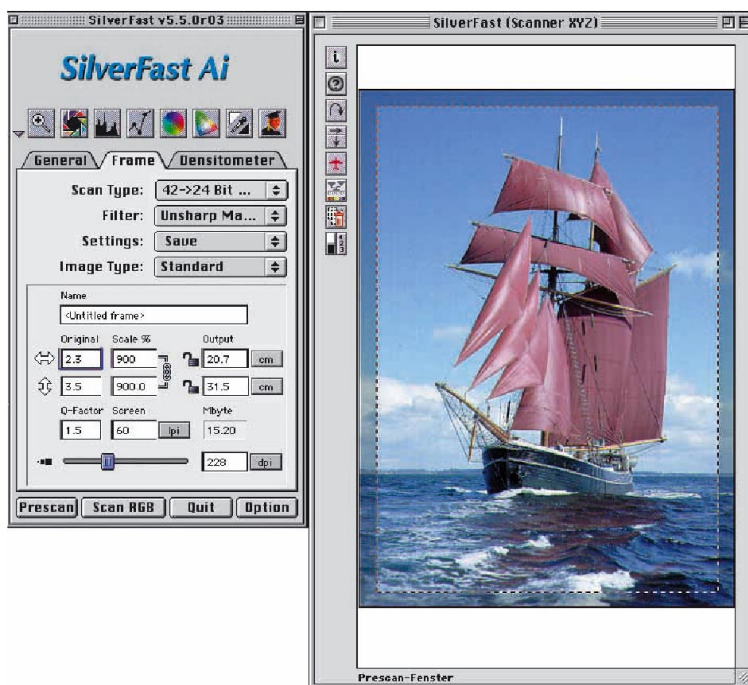 SilverFast v5.5.0r03
SilverFast Ai
General Frame Densitometer
Scan Type: 42->24 Bit ...
Filter: Unsharp Ma...
Settings: Save
Image Type: Standard
Name
<Untitled frame>
Original Scale % Output
2.3 900 20.7 cm
3.5 900.0 31.5 cm
Q-Factor Screen Mbyte
1.5 60 lpi 15.20
228 dpi
Prescan Scan RGB Quit Option
SilverFast (Scanner XYZ)
i
?
1 2 3
Prescan-Fenster